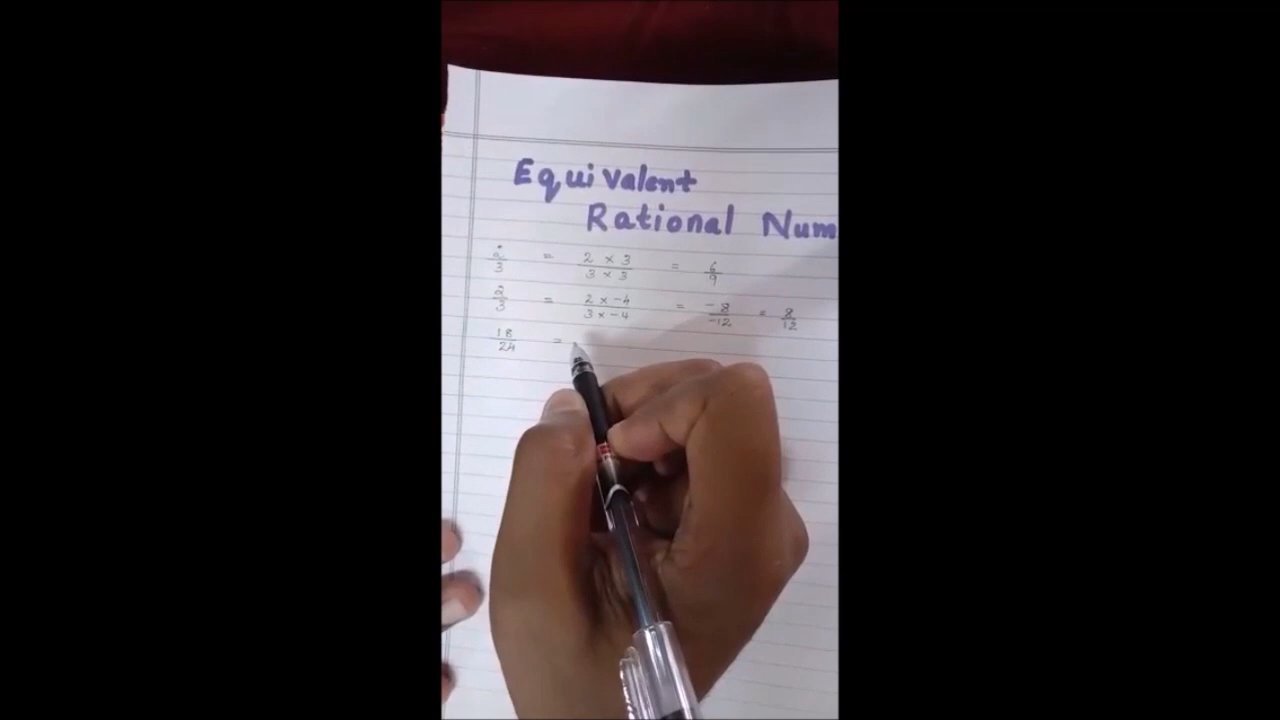 Equivalent
Rational Num
2/3 = 2 × 3 / 3 × 3 = 6/9
2/3 = 2 × -4 / 3 × -4 = -8/-12 = 8/12
18/24 =